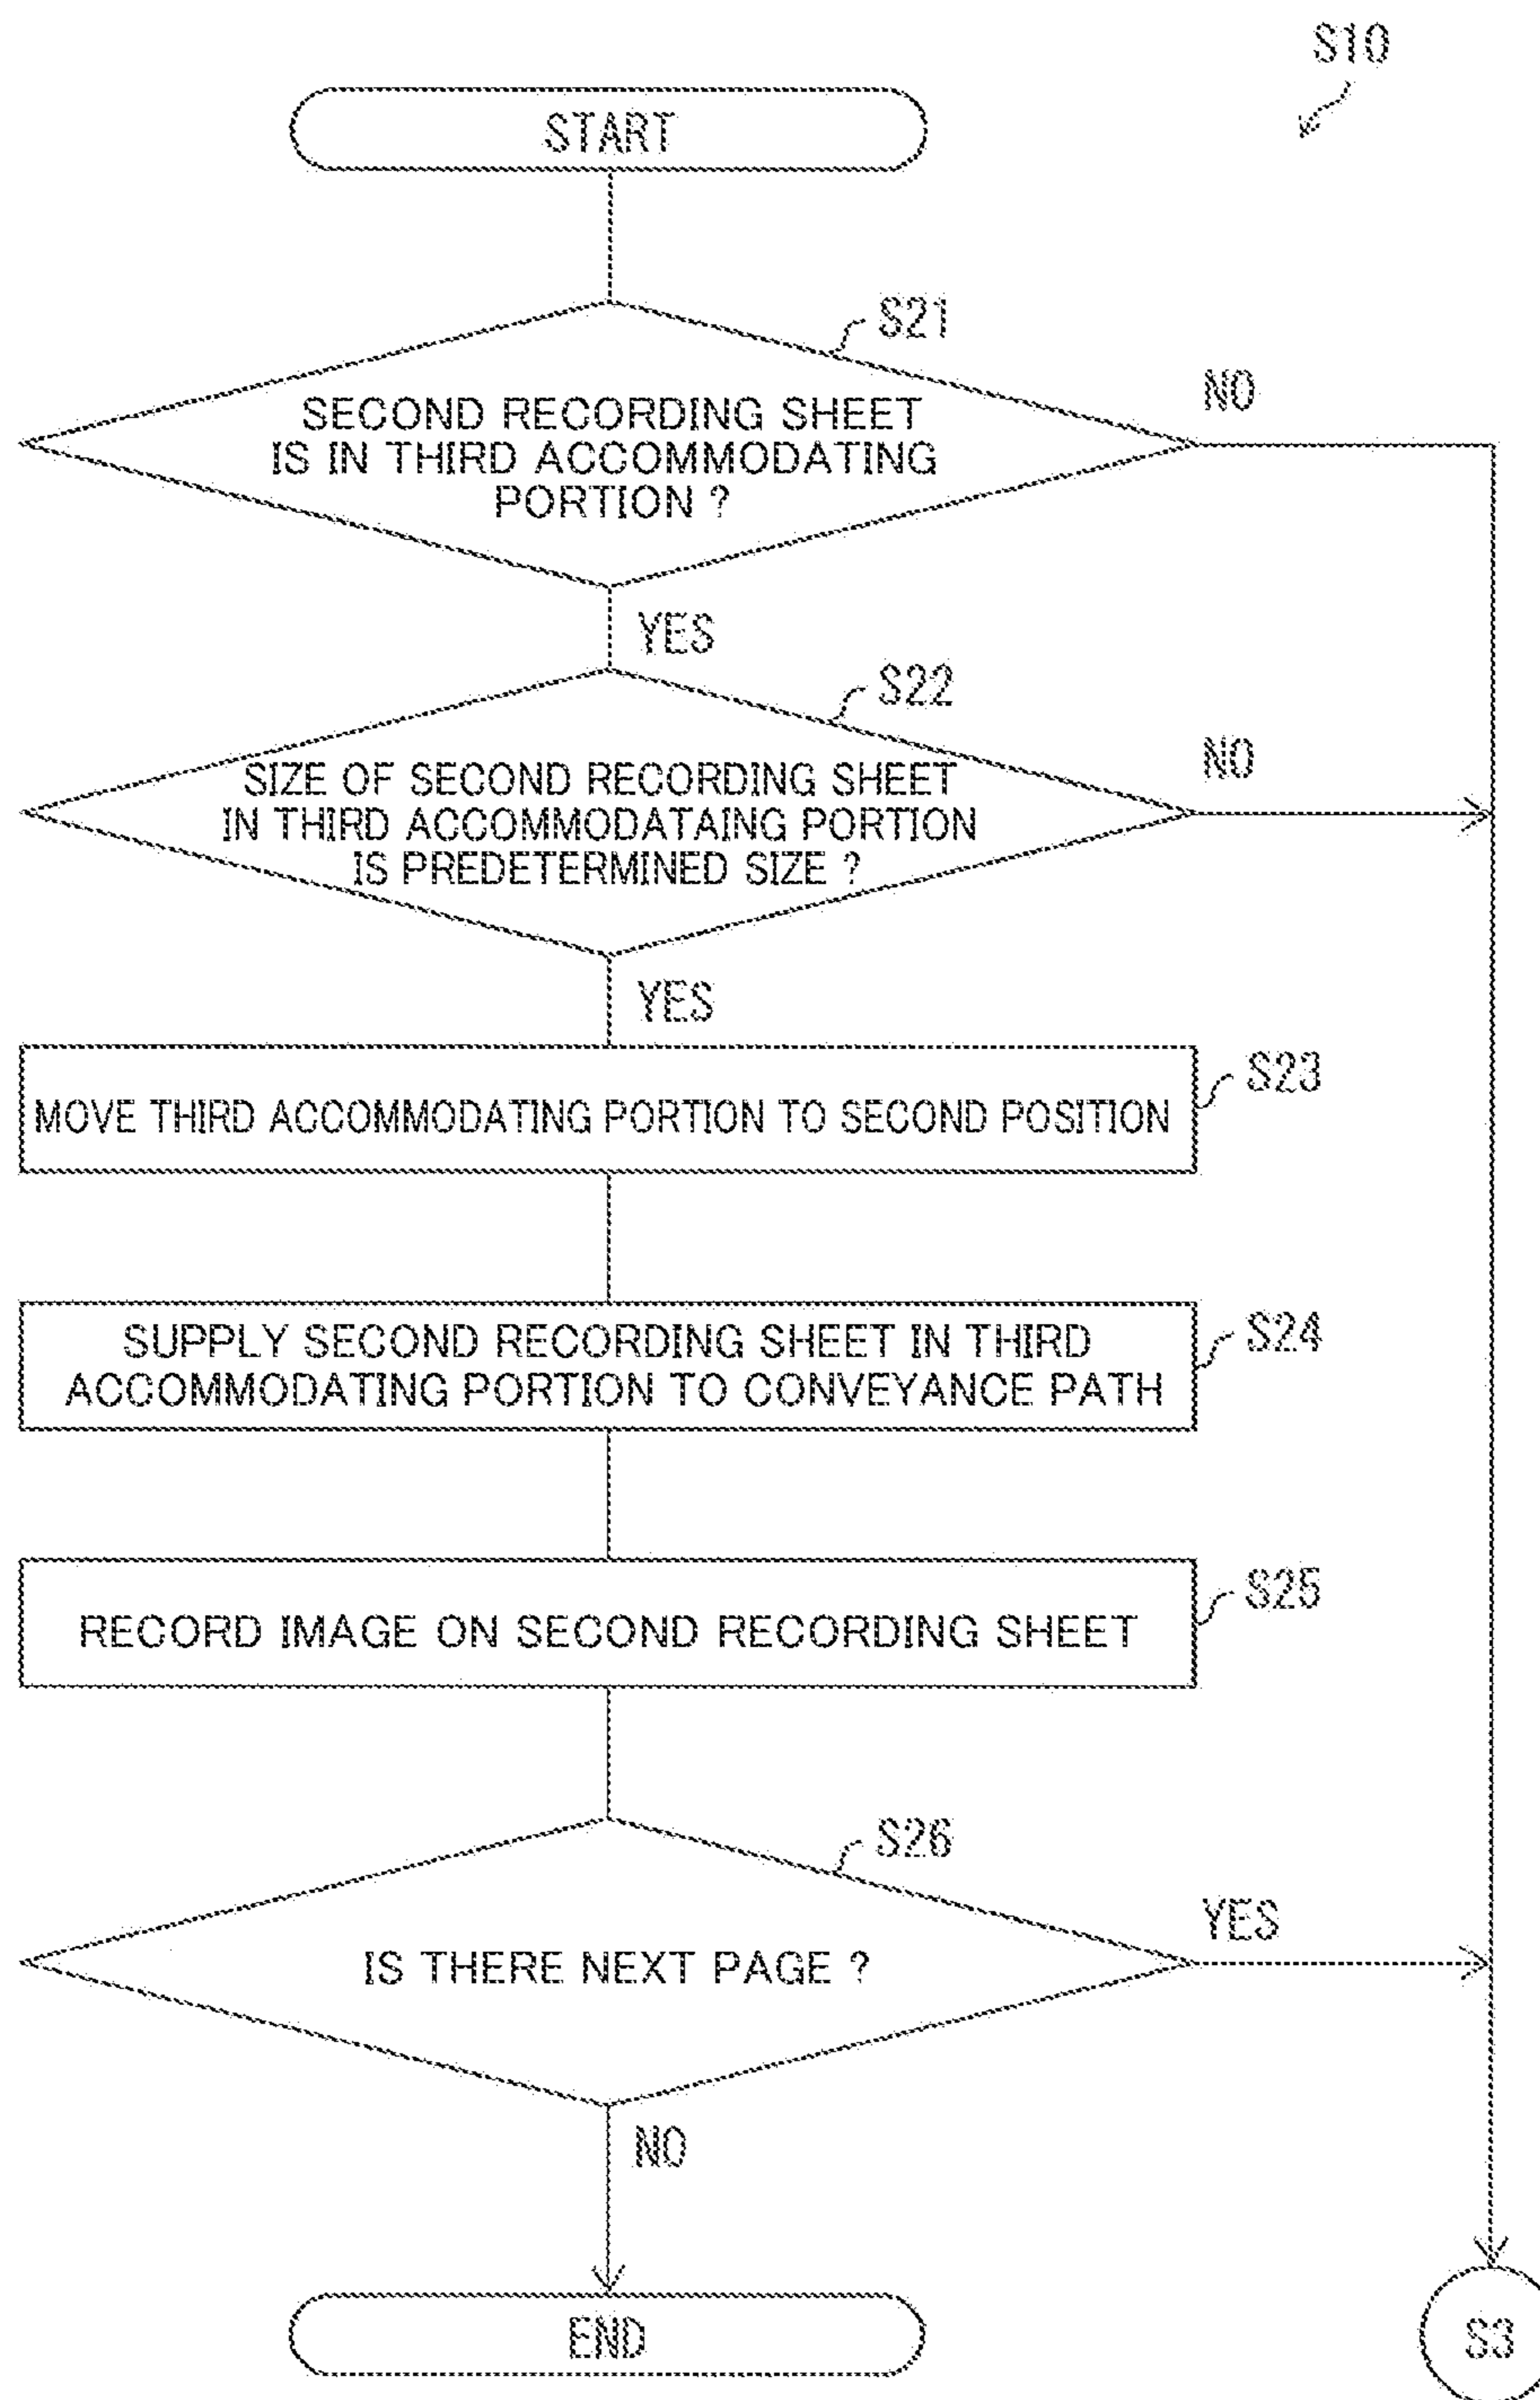 S10
START
S21
SECOND RECORDING SHEET
IS IN THIRD ACCOMMODATING
PORTION ?
NO
YES
S22
SIZE OF SECOND RECORDING SHEET
IN THIRD ACCOMMODATAING PORTION
IS PREDETERMINED SIZE ?
NO
YES
S23
MOVE THIRD ACCOMMODATING PORTION TO SECOND POSITION
S24
SUPPLY SECOND RECORDING SHEET IN THIRD
ACCOMMODATING PORTION TO CONVEYANCE PATH
S25
RECORD IMAGE ON SECOND RECORDING SHEET
S26
IS THERE NEXT PAGE ?
YES
NO
END
S3